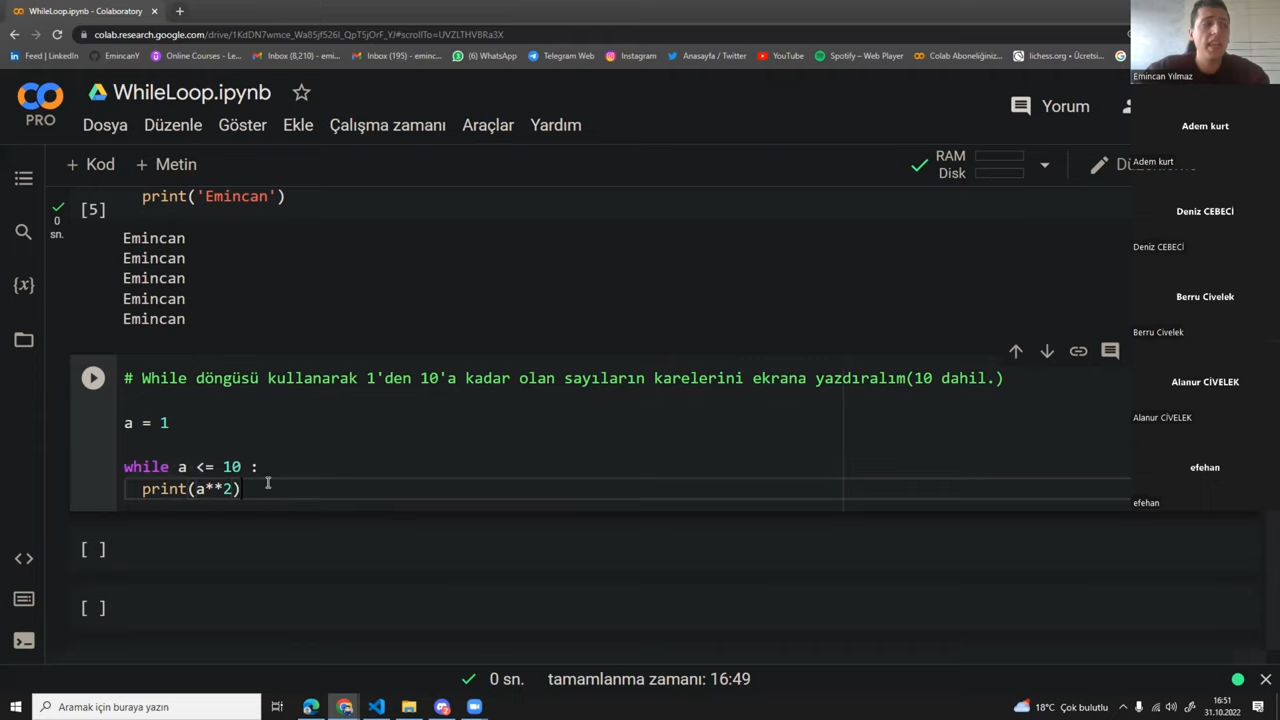 WhileLoop.ipynb - Colaboratory
colab.research.google.com/drive/1KdDN7wmce_Wa85jf526l_QpT5jOrF_YJ#scrollTo=UVZLTHVBRa3X
Feed | LinkedIn
EmincanY
Online Courses - Le...
Inbox (8,210) - emi...
Inbox (195) - eminc...
(6) WhatsApp
Telegram Web
Instagram
Anasayfa / Twitter
YouTube
Spotify – Web Player
Colab Aboneliğiniz...
lichess.org • Ücretsi...
Emincan Yılmaz
PRO
WhileLoop.ipynb
Yorum
Dosya Düzenle Göster Ekle Çalışma zamanı Araçlar Yardım
+ Kod + Metin
RAM
Disk
Adem kurt
Adem kurt
print('Emincan')
[5]
0
sn.
Emincan
Emincan
Emincan
Emincan
Emincan
Deniz CEBECİ
Deniz CEBECİ
Berru Civelek
Berru Civelek
# While döngüsü kullanarak 1'den 10'a kadar olan sayıların karelerini ekrana yazdıralım(10 dahil.)
a = 1
while a <= 10 :
print(a**2)
Alanur CİVELEK
Alanur CİVELEK
efehan
efehan
[ ]
[ ]
0 sn. tamamlanma zamanı: 16:49
Aramak için buraya yazın
18°C Çok bulutlu
16:51
31.10.2022